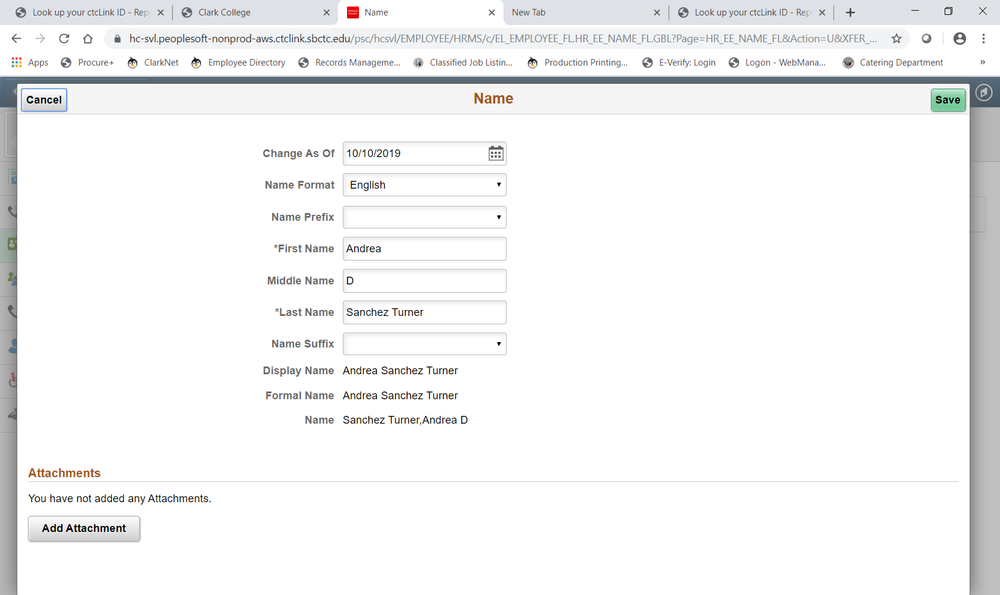 Look up your ctcLink ID - Rep
Clark College
Name
New Tab
Look up your ctcLink ID - Rep
hc-svl.peoplesoft-nonprod-aws.ctclink.sbctc.edu/psc/hcsvl/EMPLOYEE/HRMS/c/EL_EMPLOYEE_FL.HR_EE_NAME_FL.GBL?Page=HR_EE_NAME_FL&Action=U&XFER_...
Apps
Procure+
ClarkNet
Employee Directory
Records Manageme...
Classified Job Listin...
Production Printing...
E-Verify: Login
Logon - WebMana...
Catering Department
»
Cancel
Name
Save
Change As Of 10/10/2019
Name Format English
Name Prefix
*First Name Andrea
Middle Name D
*Last Name Sanchez Turner
Name Suffix
Display Name Andrea Sanchez Turner
Formal Name Andrea Sanchez Turner
Name Sanchez Turner,Andrea D
Attachments
You have not added any Attachments.
Add Attachment